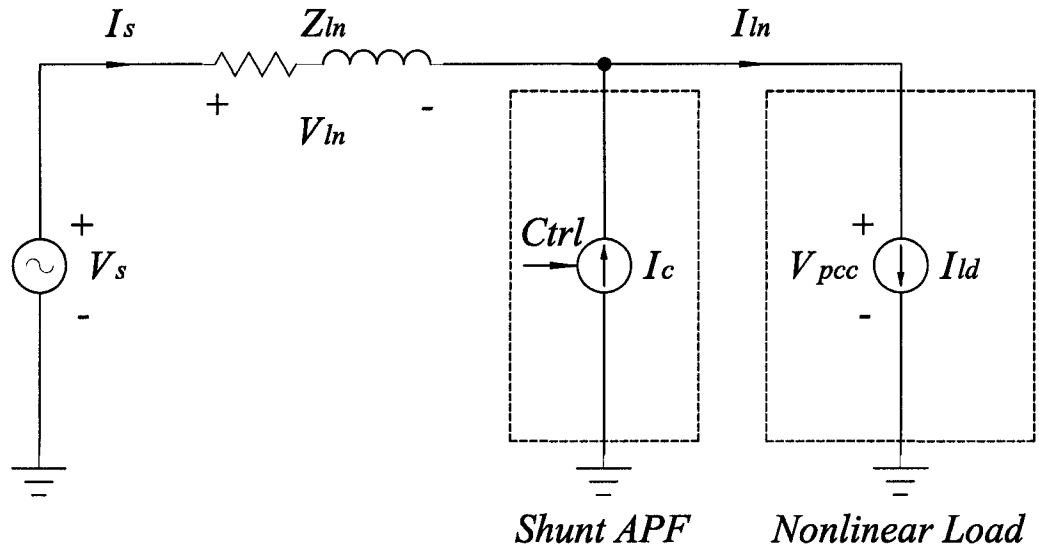 Is
Zln
Iln
+
-
Vln
+
Vs
-
Ctrl
Ic
+
Vpcc
-
Ild
Shunt APF
Nonlinear Load